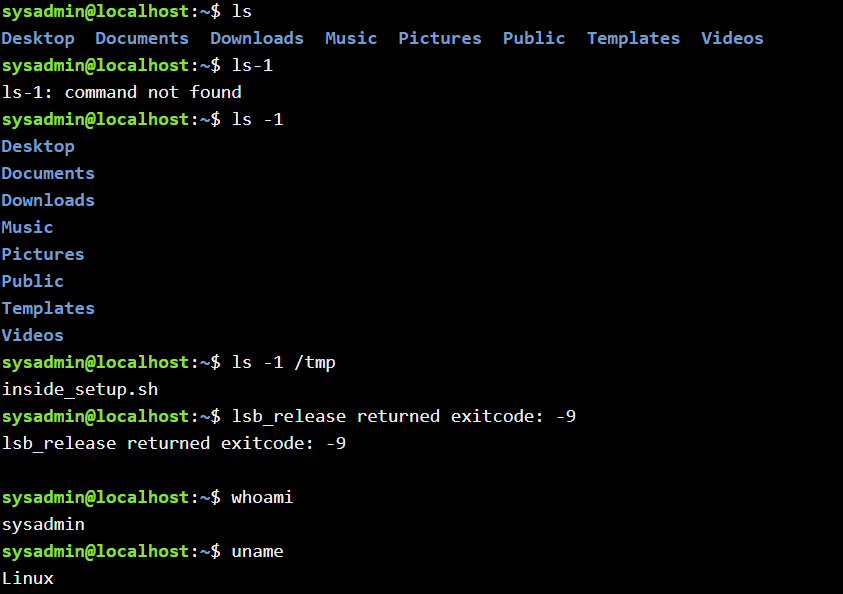 sysadmin@localhost:~$ ls
Desktop  Documents  Downloads  Music  Pictures  Public  Templates  Videos
sysadmin@localhost:~$ ls-1
ls-1: command not found
sysadmin@localhost:~$ ls -1
Desktop
Documents
Downloads
Music
Pictures
Public
Templates
Videos
sysadmin@localhost:~$ ls -1 /tmp
inside_setup.sh
sysadmin@localhost:~$ lsb_release returned exitcode: -9
lsb_release returned exitcode: -9
sysadmin@localhost:~$ whoami
sysadmin
sysadmin@localhost:~$ uname
Linux